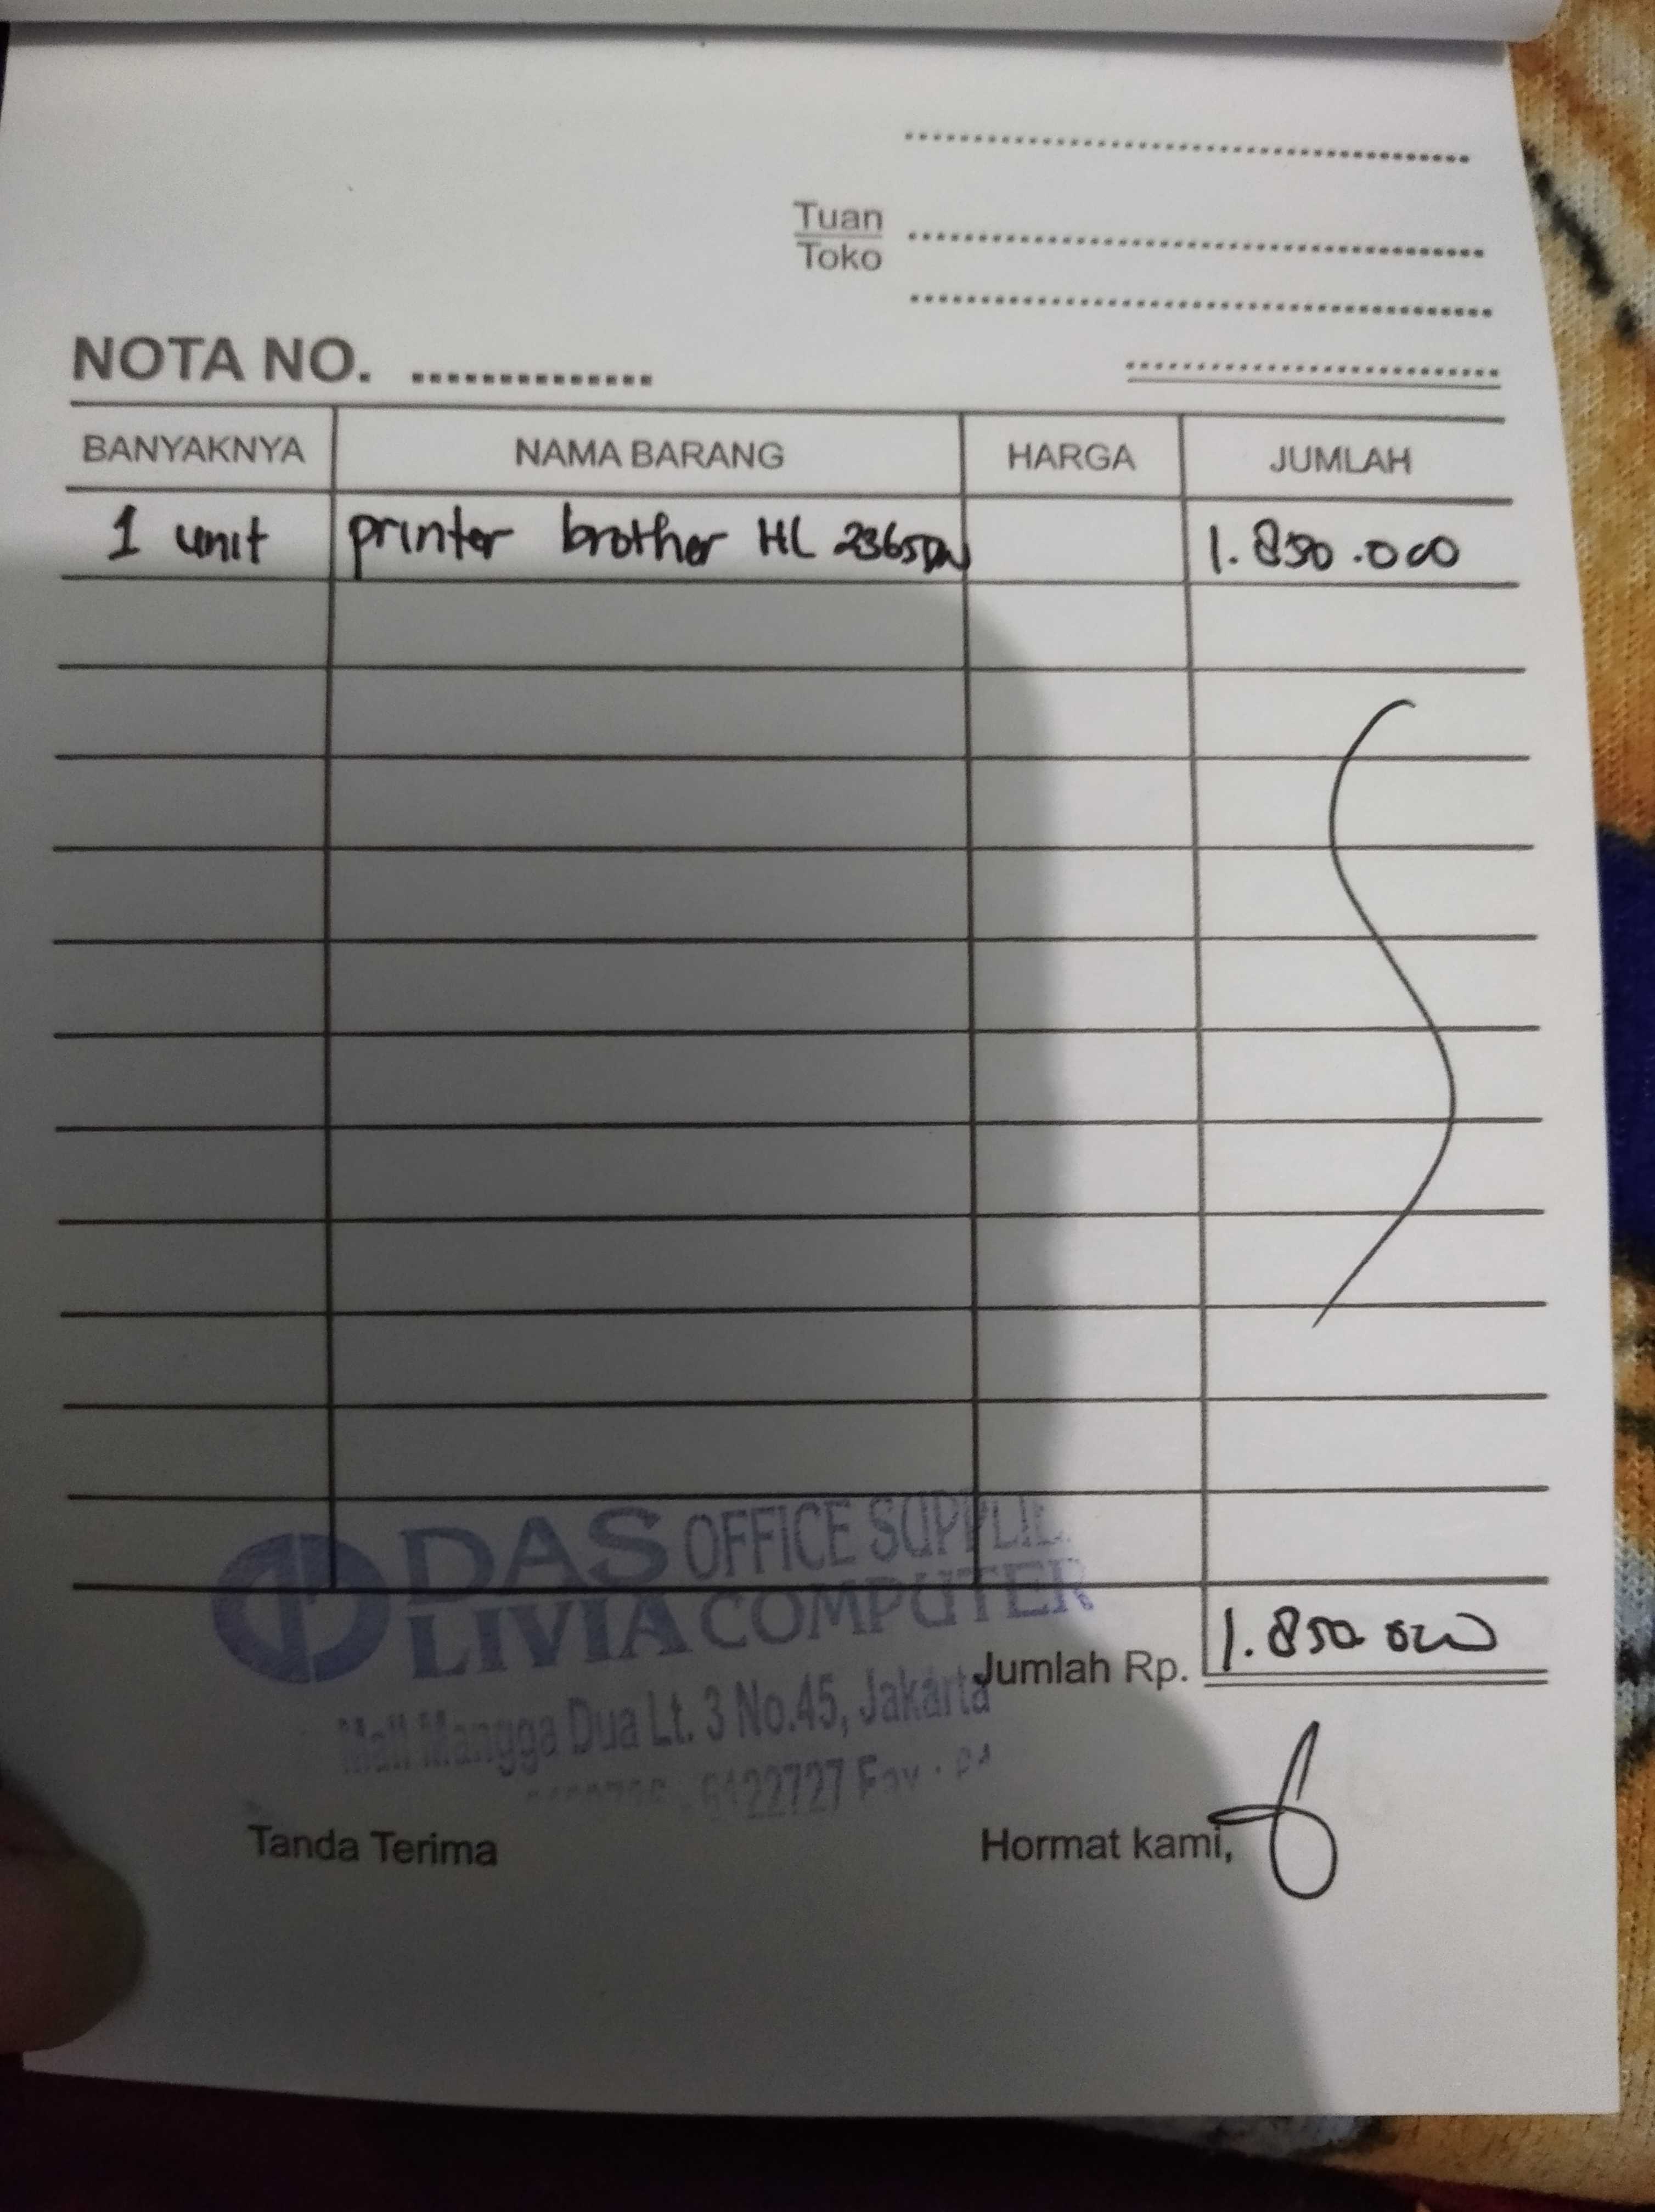 Tuan
Toko
NOTA NO.
BANYAKNYA NAMA BARANG HARGA JUMLAH
1 unit printer brother HL 2365DW 1.850.000
DAS OFFICE
LIVIA COMPUTER
Jumlah Rp. 1.850.000
Mall Mangga Dua Lt. 3 No.45, Jakarta
6122727 Fax :
Tanda Terima Hormat kami,